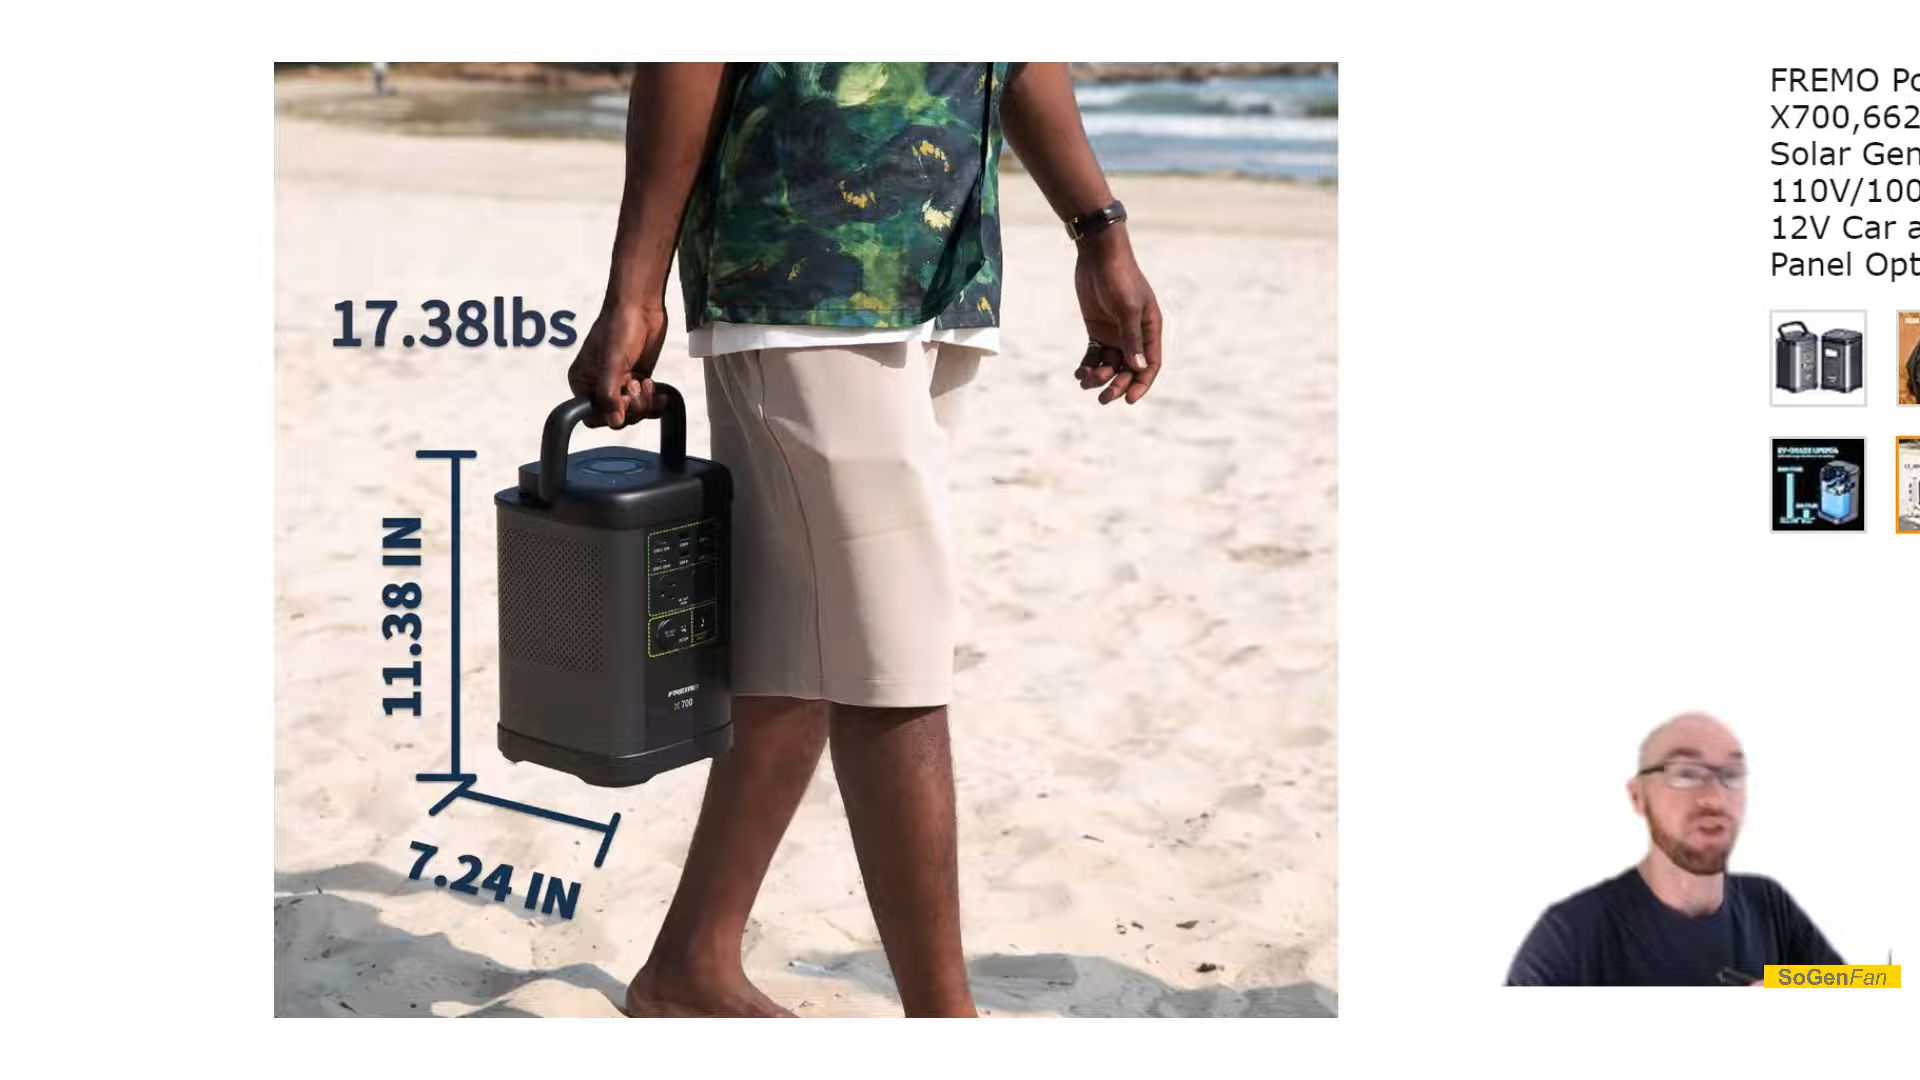 FREMO Po
X700,662
Solar Gen
110V/100
12V Car a
Panel Opt
17.38lbs
11.38 IN
7.24 IN
X700
SoGenFan